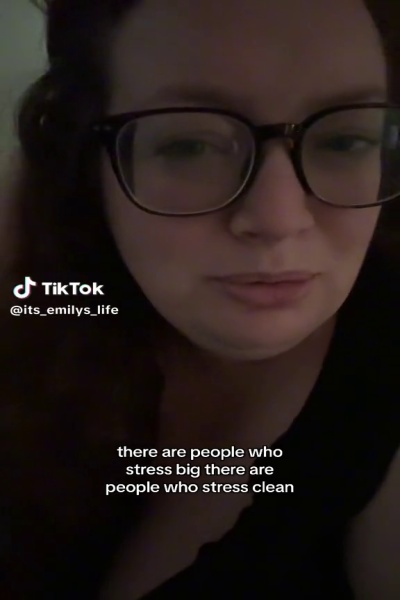 TikTok
@its_emilys_life
there are people who
stress big there are
people who stress clean